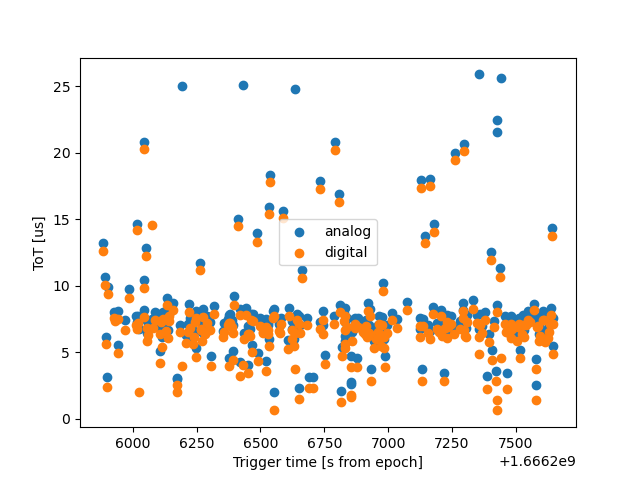 25
20
15
10
5
0
ToT [us]
analog
digital
6000 6250 6500 6750 7000 7250 7500
Trigger time [s from epoch]
+1.6662e9